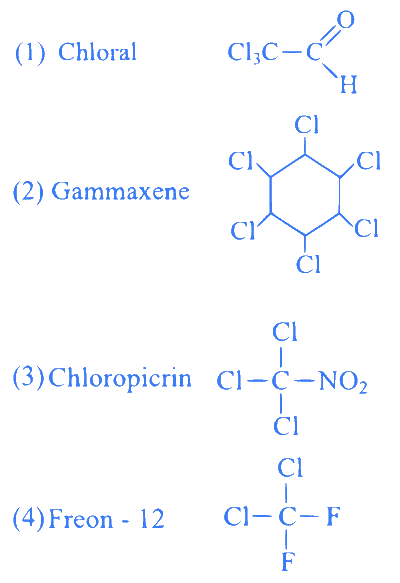 (1) Chloral Cl₃C–C
O
H
(2) Gammaxene
Cl
Cl Cl
Cl Cl
Cl
(3) Chloropicrin Cl–C–NO₂
Cl
Cl
(4) Freon - 12 Cl–C–F
Cl
F